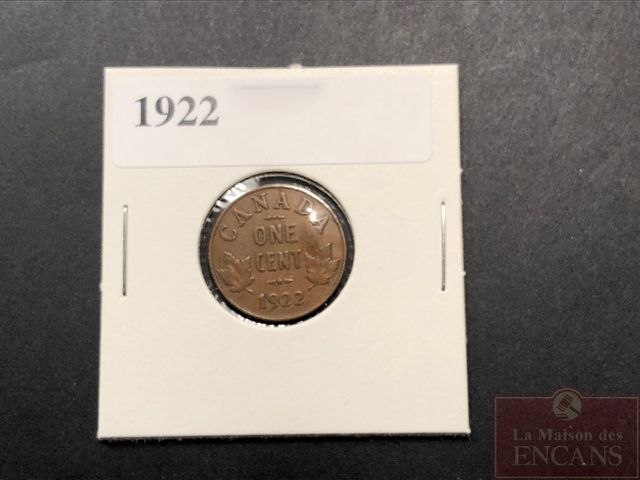 1922
CANADA
ONE
CENT
1922
La Maison des
ENCANS